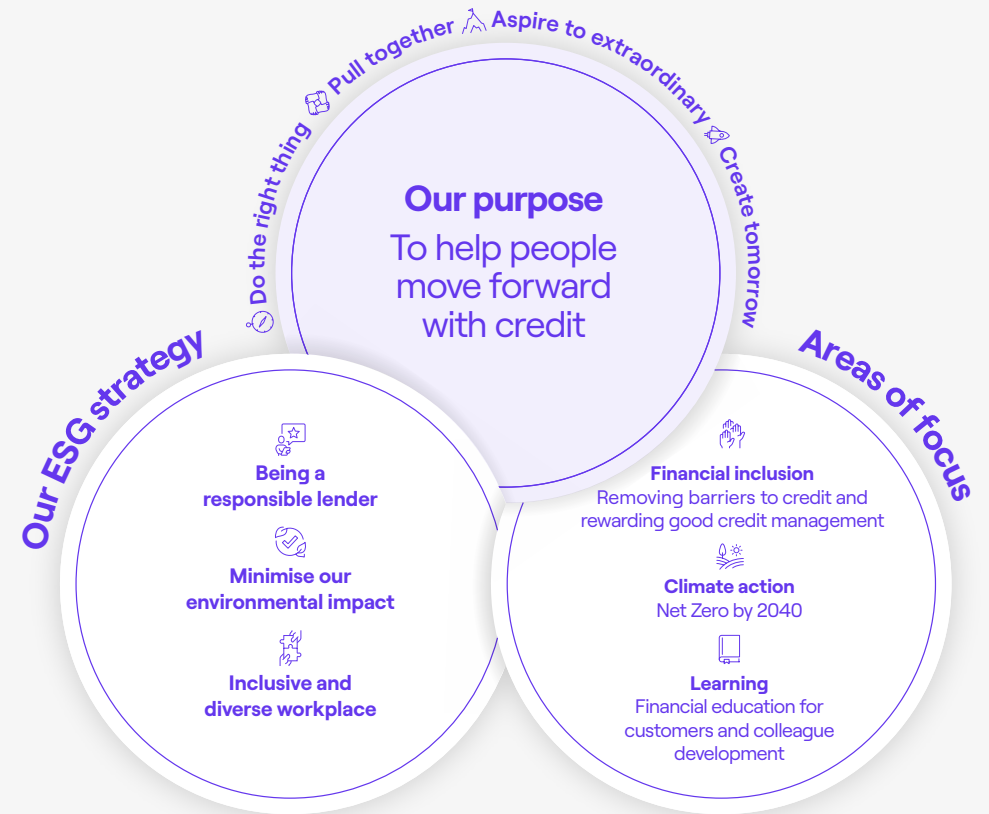 Do the right thing
Pull together
Aspire to extraordinary
Create tomorrow
Our purpose
To help people
move forward
with credit
Our ESG strategy
Being a
responsible lender
Minimise our
environmental impact
Inclusive and
diverse workplace
Areas of focus
Financial inclusion
Removing barriers to credit and
rewarding good credit management
Climate action
Net Zero by 2040
Learning
Financial education for
customers and colleague
development